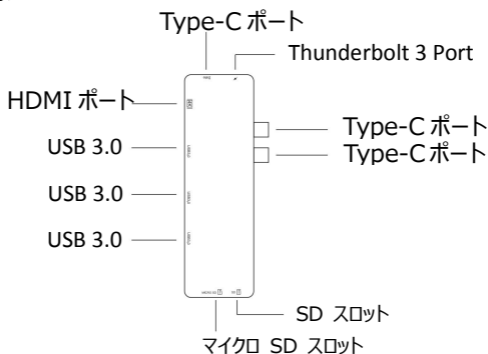 Type-C ポート
Thunderbolt 3 Port
HDMI ポート
Type-C ポート
USB 3.0
Type-C ポート
USB 3.0
USB 3.0
SD スロット
マイクロ SD スロット